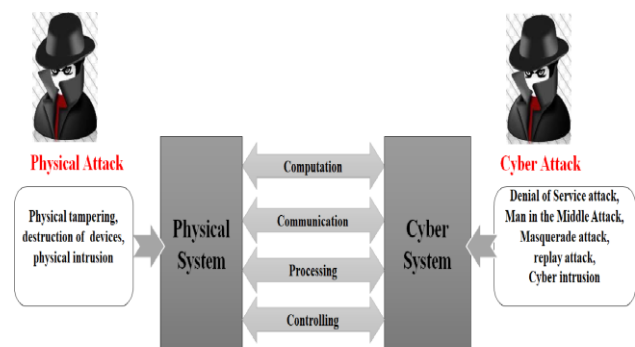 Physical Attack
Physical tampering,
destruction of devices,
physical intrusion
Physical
System
Computation
Communication
Processing
Controlling
Cyber
System
Cyber Attack
Denial of Service attack,
Man in the Middle Attack,
Masquerade attack,
replay attack,
Cyber intrusion